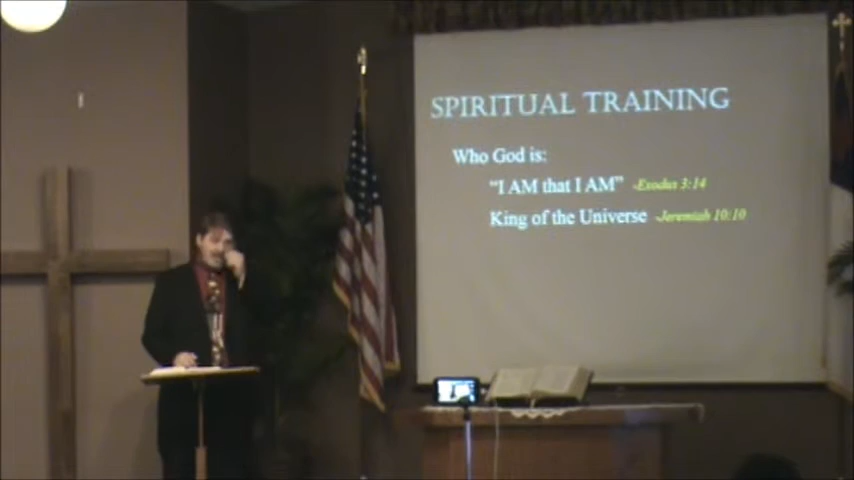 SPIRITUAL TRAINING
Who God is:
"I AM that I AM" -Exodus 3:14
King of the Universe -Jeremiah 10:10